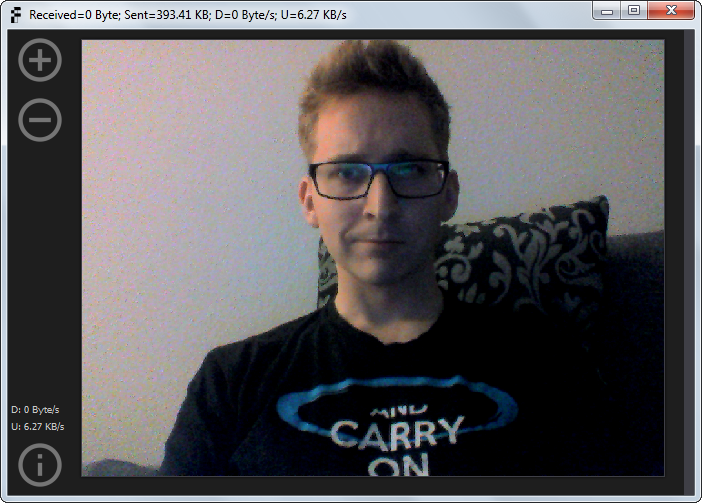 Received=0 Byte; Sent=393.41 KB; D=0 Byte/s; U=6.27 KB/s
AND
CARRY
ON
D: 0 Byte/s
U: 6.27 KB/s